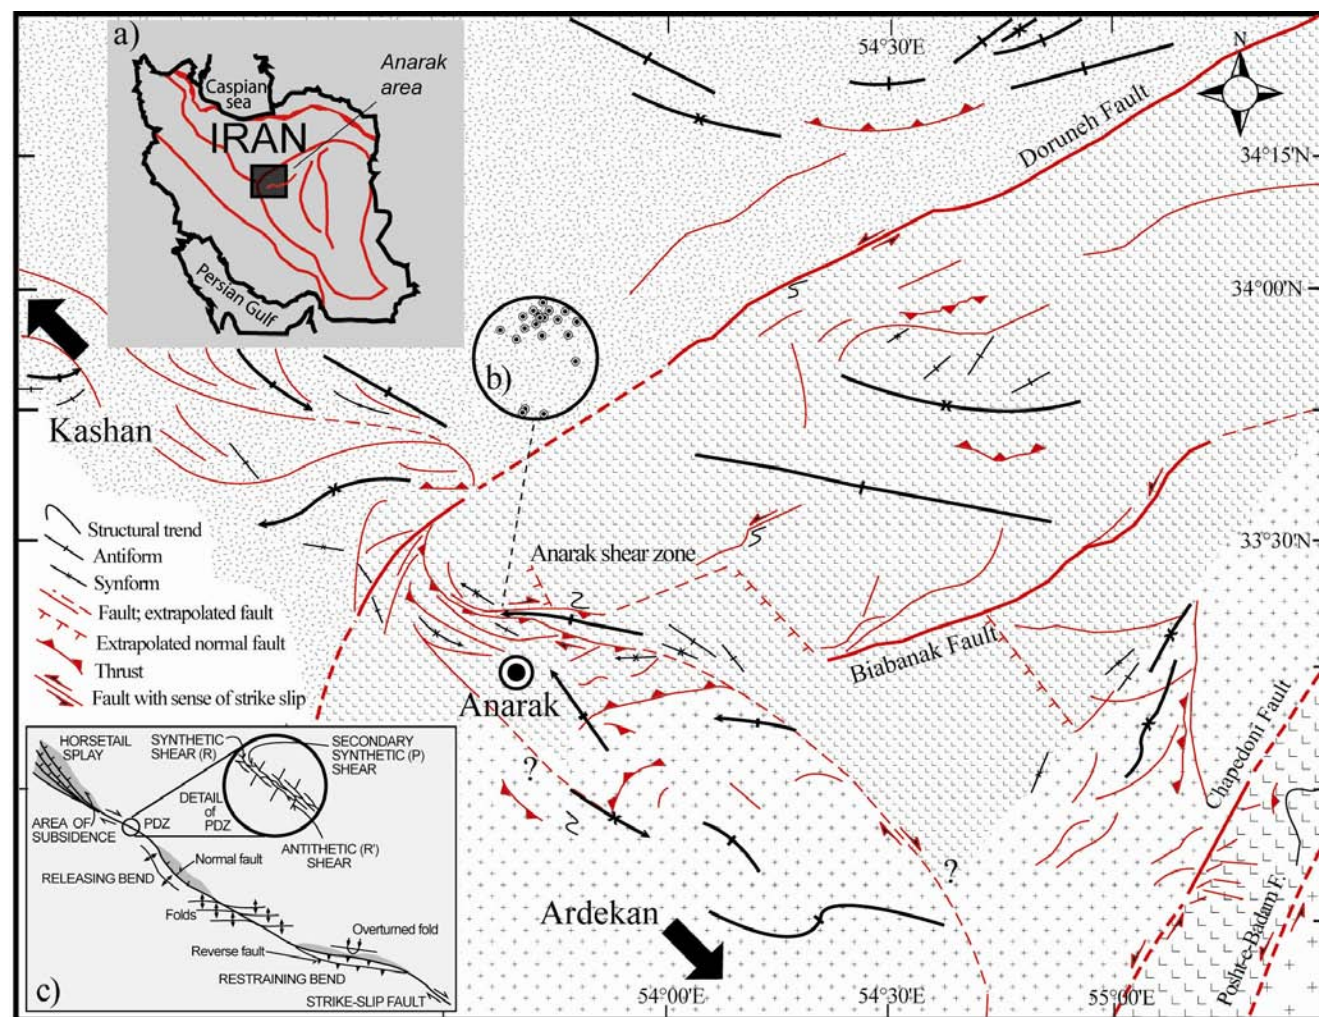 a)
Anarak
area
Caspian
sea
IRAN
Persian Gulf
54°30'E
N
34°15'N
Doruneh Fault
34°00'N
b)
Kashan
Structural trend
Antiform
Synform
Fault; extrapolated fault
Extrapolated normal fault
Thrust
Fault with sense of strike slip
Anarak shear zone
33°30'N
Biabanak Fault
Anarak
Chapedoni Fault
Posht-e-Badam F.
?
?
Ardekan
54°00'E
54°30'E
55°00'E
HORSETAIL
SPLAY
SYNTHETIC
SHEAR (R)
SECONDARY
SYNTHETIC (P)
SHEAR
DETAIL
of
PDZ
AREA OF
SUBSIDENCE
PDZ
ANTITHETIC (R')
SHEAR
Normal fault
RELEASING BEND
Folds
Overturned fold
Reverse fault
RESTRAINING BEND
STRIKE-SLIP FAULT
c)